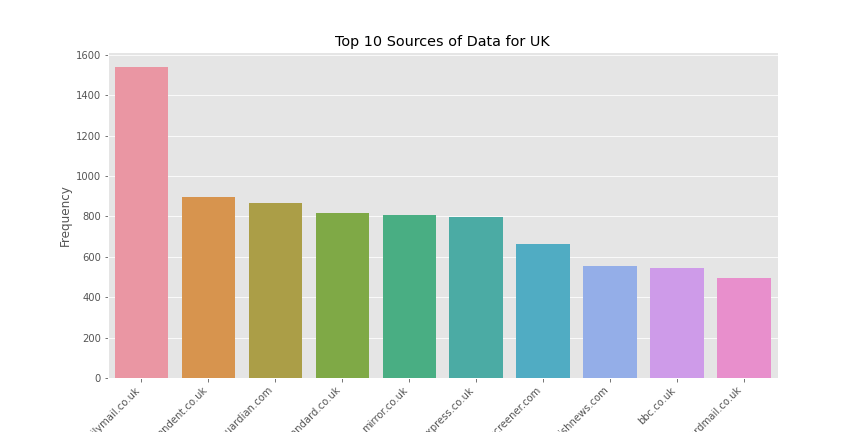 Top 10 Sources of Data for UK
1600
1400
1200
1000
800
600
400
200
0
Frequency
lymail.co.uk
ndent.co.uk
uardian.com
ndard.co.uk
mirror.co.uk
xpress.co.uk
creener.com
shnews.com
bbc.co.uk
rdmail.co.uk